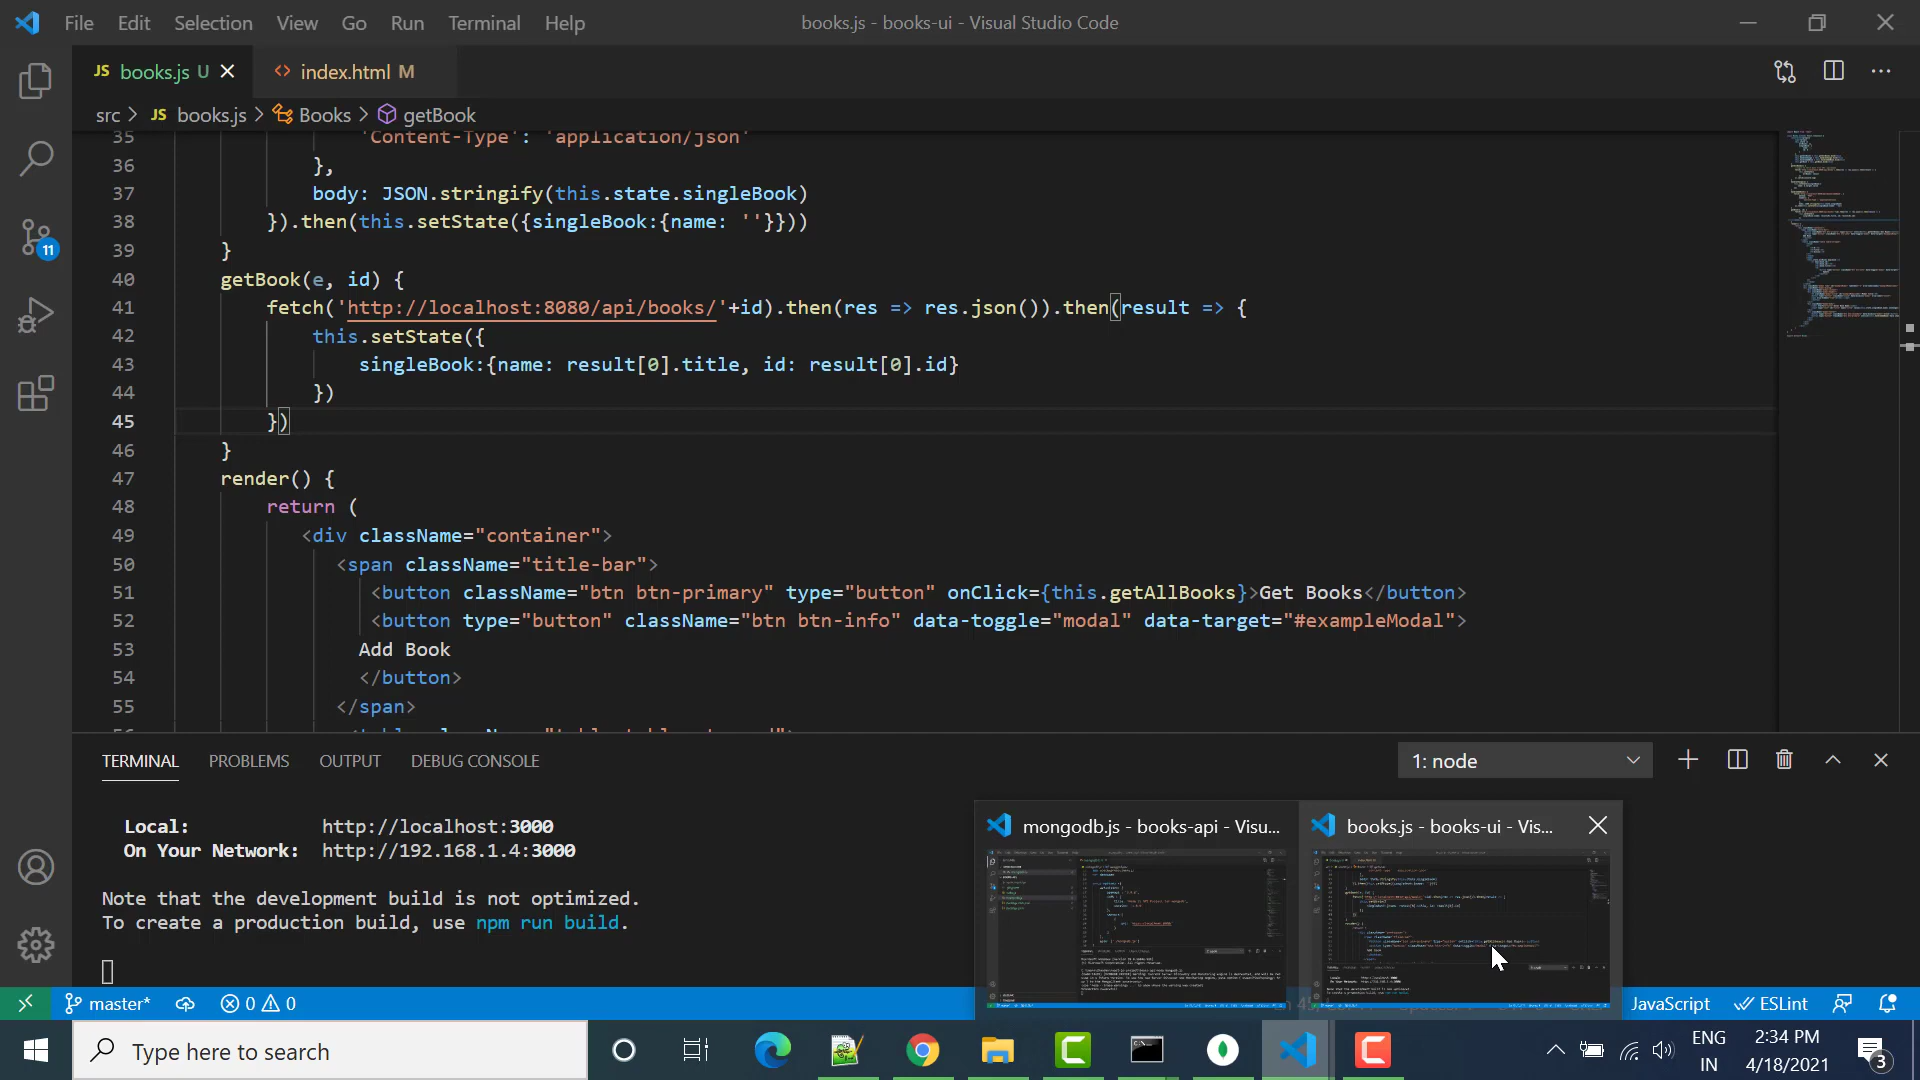 File Edit Selection View Go Run Terminal Help
books.js - books-ui - Visual Studio Code
JS books.js U
<> index.html M
src > JS books.js > Books > getBook
35 'Content-Type': 'application/json'
36 },
37 body: JSON.stringify(this.state.singleBook)
38 }).then(this.setState({singleBook:{name: ''}}))
39 }
40 getBook(e, id) {
41 fetch('http://localhost:8080/api/books/'+id).then(res => res.json()).then(result => {
42 this.setState({
43 singleBook:{name: result[0].title, id: result[0].id}
44 })
45 })
46 }
47 render() {
48 return (
49 <div className="container">
50 <span className="title-bar">
51 <button className="btn btn-primary" type="button" onClick={this.getAllBooks}>Get Books</button>
52 <button type="button" className="btn btn-info" data-toggle="modal" data-target="#exampleModal">
53 Add Book
54 </button>
55 </span>
TERMINAL PROBLEMS OUTPUT DEBUG CONSOLE
1: node
Local: http://localhost:3000
On Your Network: http://192.168.1.4:3000
Note that the development build is not optimized.
To create a production build, use npm run build.
mongodb.js - books-api - Visu...
books.js - books-ui - Vis...
11
master*
0 0
JavaScript
ESLint
Type here to search
ENG
IN
2:34 PM
4/18/2021
3